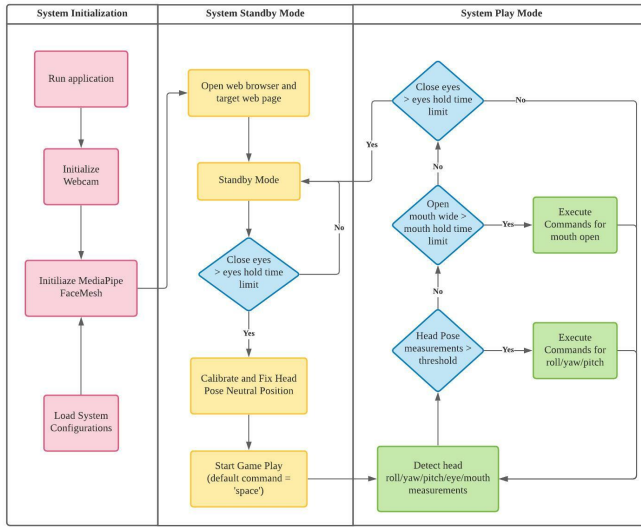 System Initialization
System Standby Mode
System Play Mode
Run application
Initialize
Webcam
Initiliaze MediaPipe
FaceMesh
Load System
Configurations
Open web browser and
target web page
Standby Mode
Close eyes
> eyes hold time
limit
No
Yes
Calibrate and Fix Head
Pose Neutral Position
Start Game Play
(default command =
'space')
Close eyes
> eyes hold time
limit
No
Yes
No
Open
mouth wide >
mouth hold time
limit
Yes
Execute
Commands for
mouth open
No
Head Pose
measurements >
threshold
Yes
Execute
Commands for
roll/yaw/pitch
Detect head
roll/yaw/pitch/eye/mouth
measurements